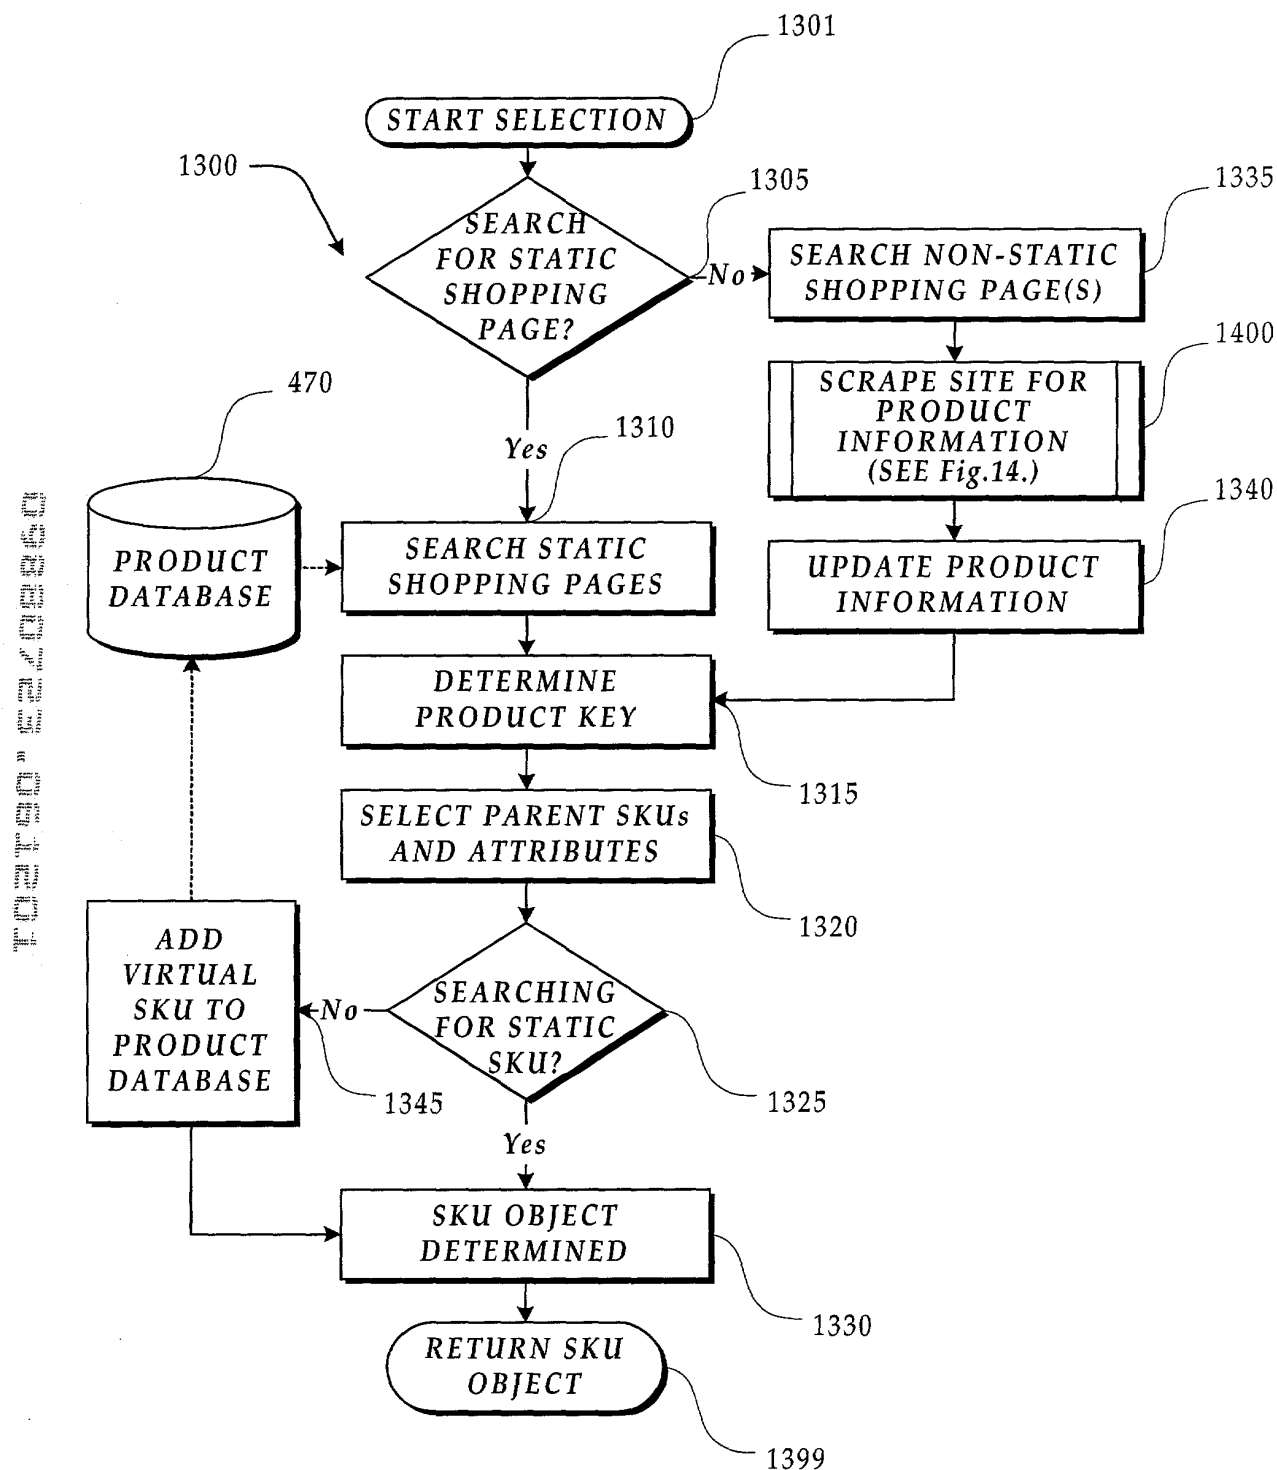 1301
START SELECTION
1300
1305
1335
SEARCH
FOR STATIC
SHOPPING
PAGE?
No
SEARCH NON-STATIC
SHOPPING PAGE(S)
1400
SCRAPE SITE FOR
PRODUCT
INFORMATION
(SEE Fig.14.)
470
1310
Yes
1340
PRODUCT
DATABASE
SEARCH STATIC
SHOPPING PAGES
UPDATE PRODUCT
INFORMATION
DETERMINE
PRODUCT KEY
1315
SELECT PARENT SKUs
AND ATTRIBUTES
1320
ADD
VIRTUAL
SKU TO
PRODUCT
DATABASE
No
SEARCHING
FOR STATIC
SKU?
1345
1325
Yes
SKU OBJECT
DETERMINED
1330
RETURN SKU
OBJECT
1399